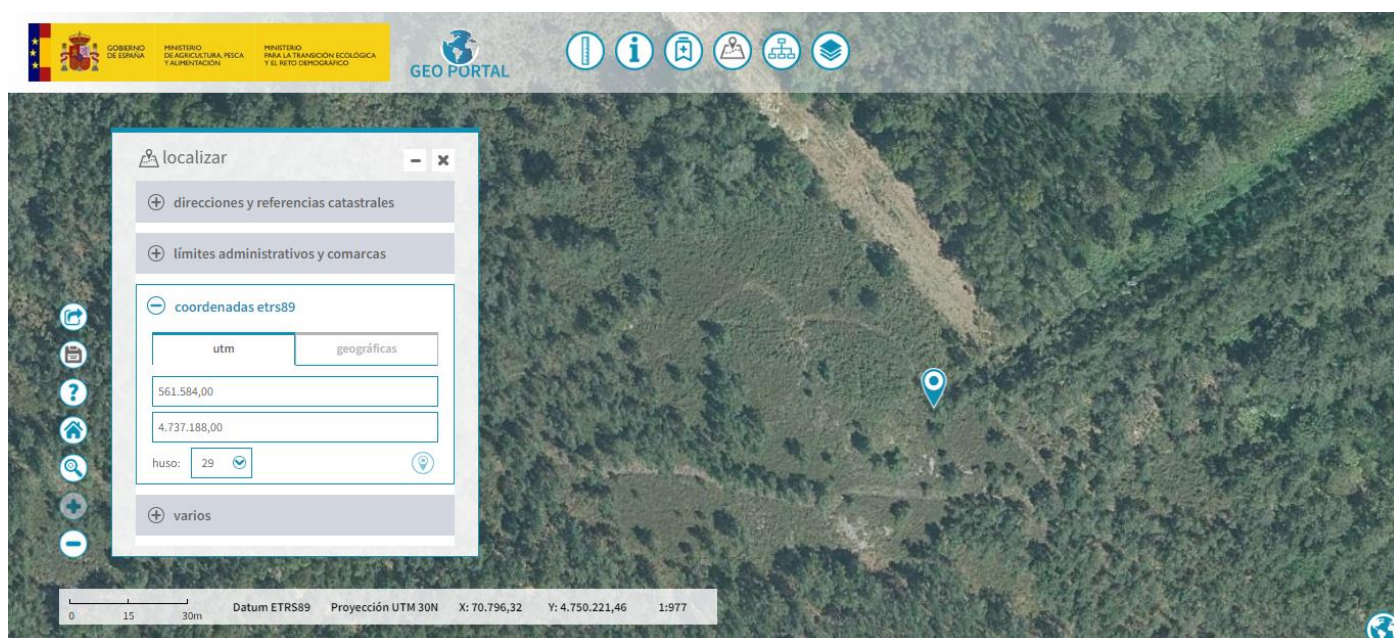 GOBIERNO
DE ESPAÑA
MINISTERIO
DE AGRICULTURA, PESCA
Y ALIMENTACIÓN
MINISTERIO
PARA LA TRANSICIÓN ECOLÓGICA
Y EL RETO DEMOGRÁFICO
GEO PORTAL
localizar
direcciones y referencias catastrales
límites administrativos y comarcas
coordenadas etrs89
utm geográficas
561.584,00
4.737.188,00
huso: 29
varios
0 15 30m Datum ETRS89 Proyección UTM 30N X: 70.796,32 Y: 4.750.221,46 1:977